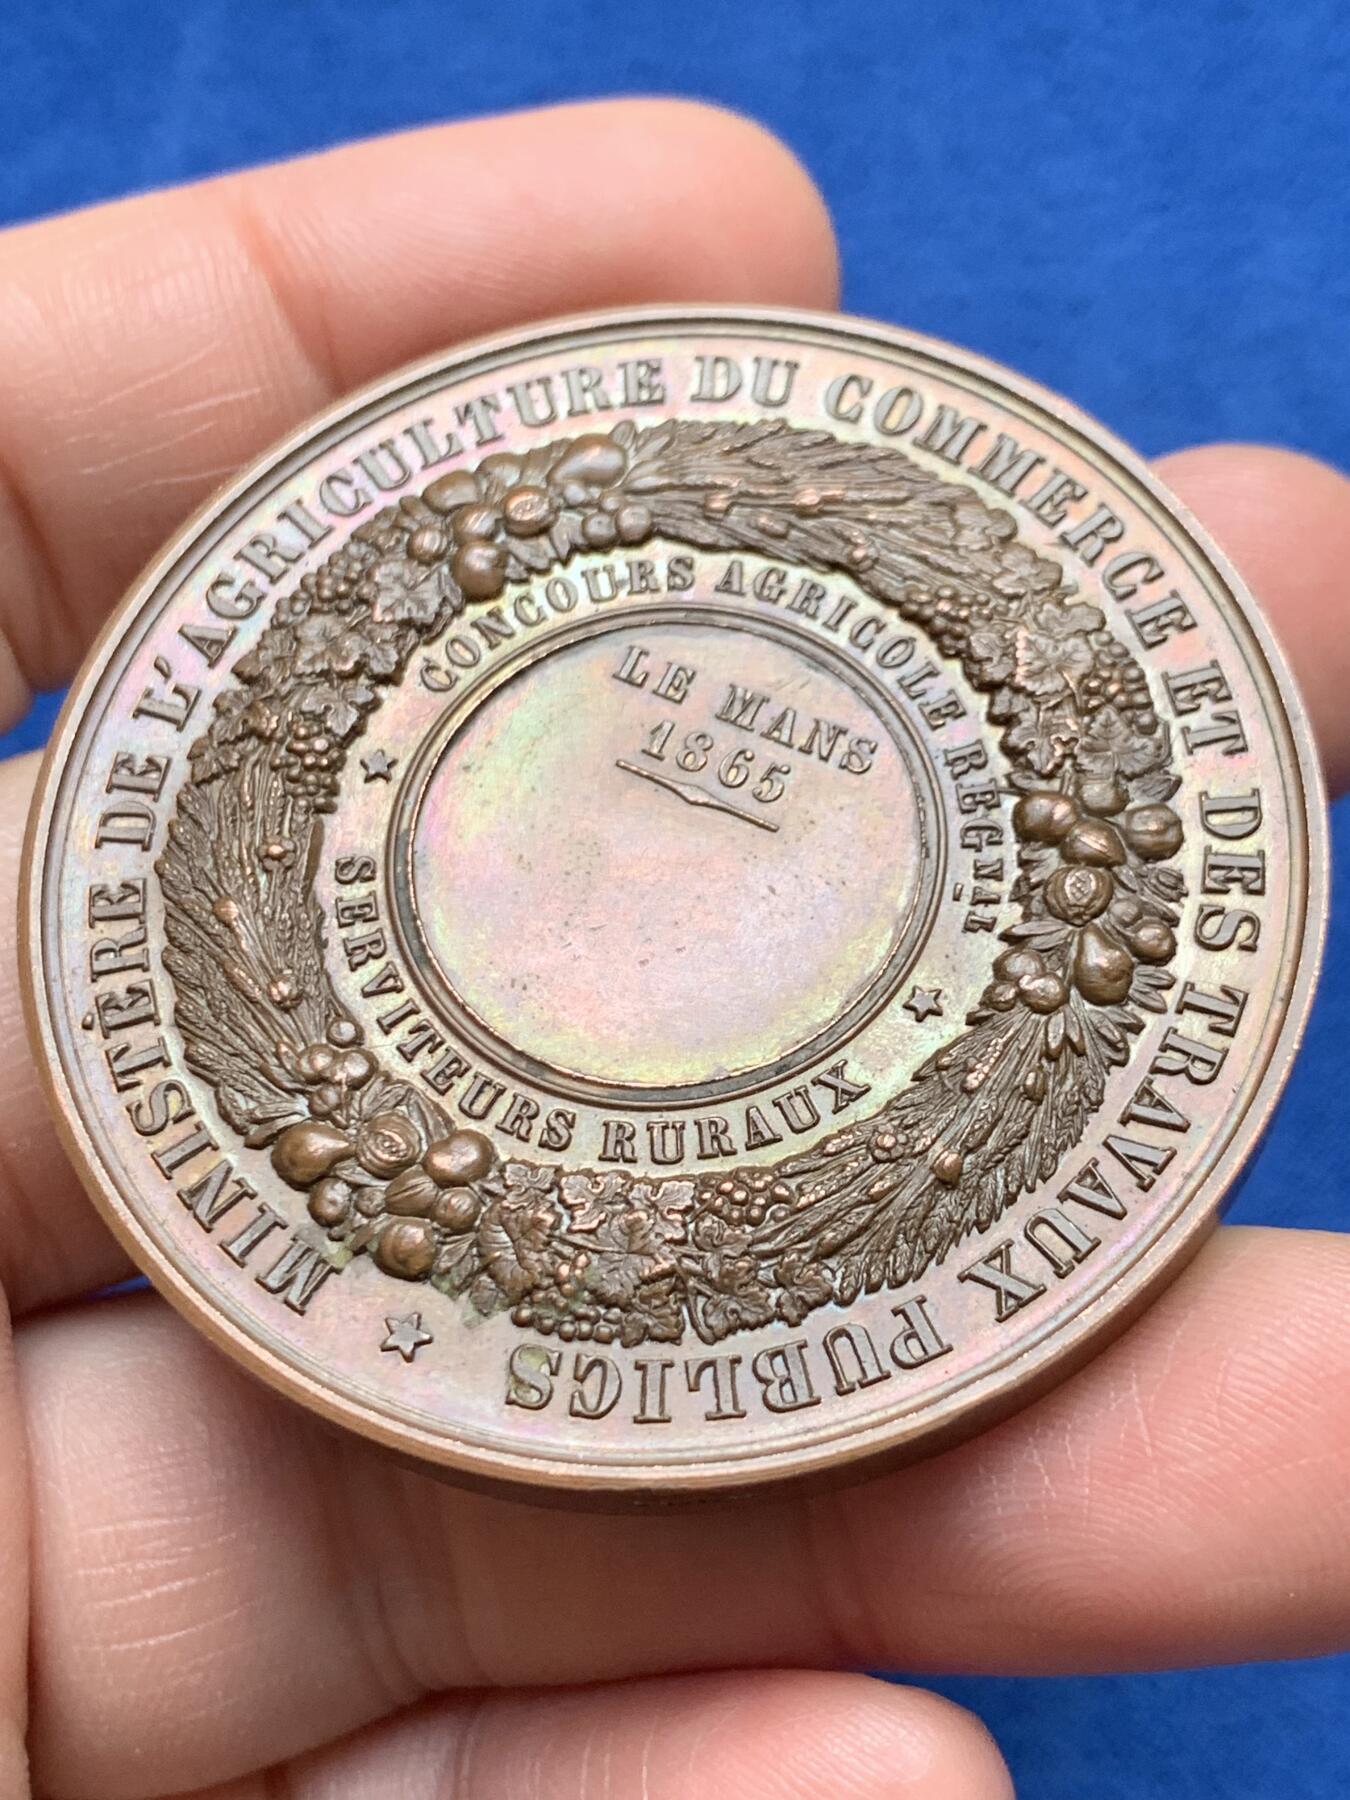 MINISTÈRE DE L'AGRICULTURE DU COMMERCE ET DES TRAVAUX PUBLICS
CONCOURS AGRICOLE RÉGNAL
SERVITEURS RURAUX
LE MANS
1865